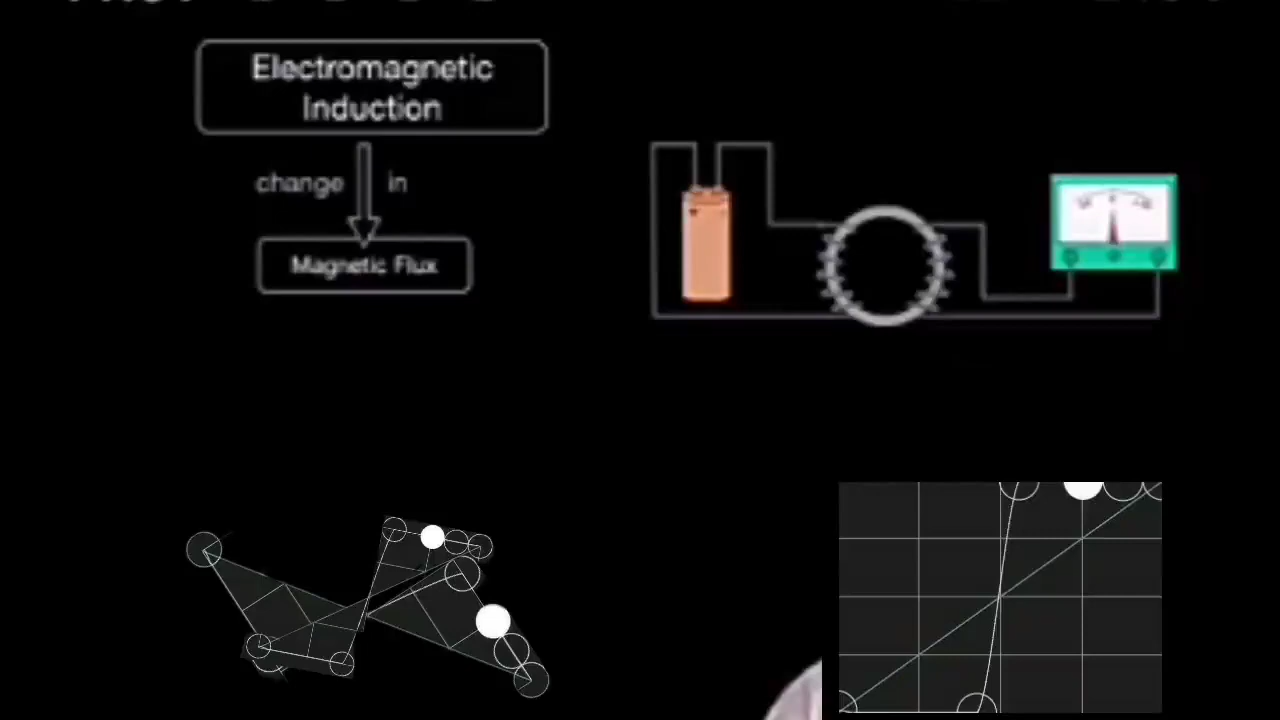 Electromagnetic
Induction
change in
Magnetic Flux